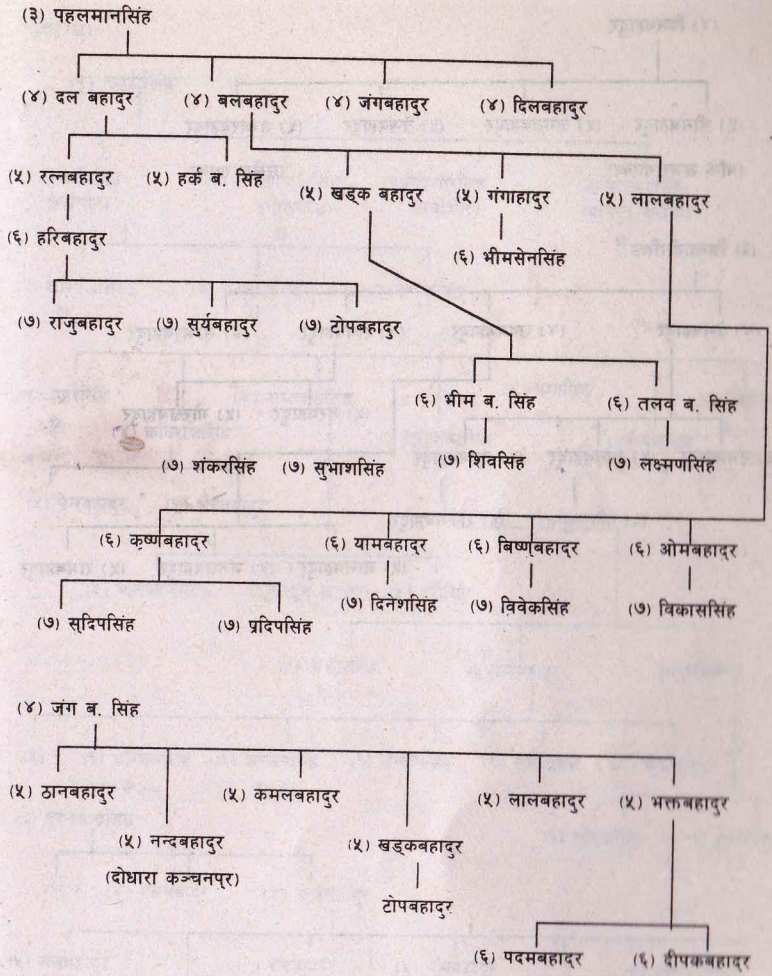 (३) पहलमानसिंह
(४) दल बहादुर (४) बलबहादुर (४) जंगबहादुर (४) दिलबहादुर
(५) रत्नबहादुर (५) हर्क ब. सिंह (५) खड्क बहादुर (५) गंगाहादुर (५) लालबहादुर
(६) हरिबहादुर (६) भीमसेनसिंह
(७) राजुबहादुर (७) सुर्यबहादुर (७) टोपबहादुर
(६) भीम ब. सिंह (६) तलव ब. सिंह
(७) शंकरसिंह (७) सुभाशसिंह (७) शिवसिंह (७) लक्ष्मणसिंह
(६) कृष्णबहादुर (६) यामबहादुर (६) बिष्णुबहादुर (६) ओमबहादुर
(७) सुदिपसिंह (७) प्रदिपसिंह (७) दिनेशसिंह (७) विवेकसिंह (७) विकाससिंह
(४) जंग ब. सिंह
(५) ठानबहादुर (५) कमलबहादुर (५) लालबहादुर (५) भक्तबहादुर
(५) नन्दबहादुर (५) खड्कबहादुर
(दोधारा कञ्चनपुर)
टोपबहादुर
(६) पदमबहादुर (६) दीपकबहादुर